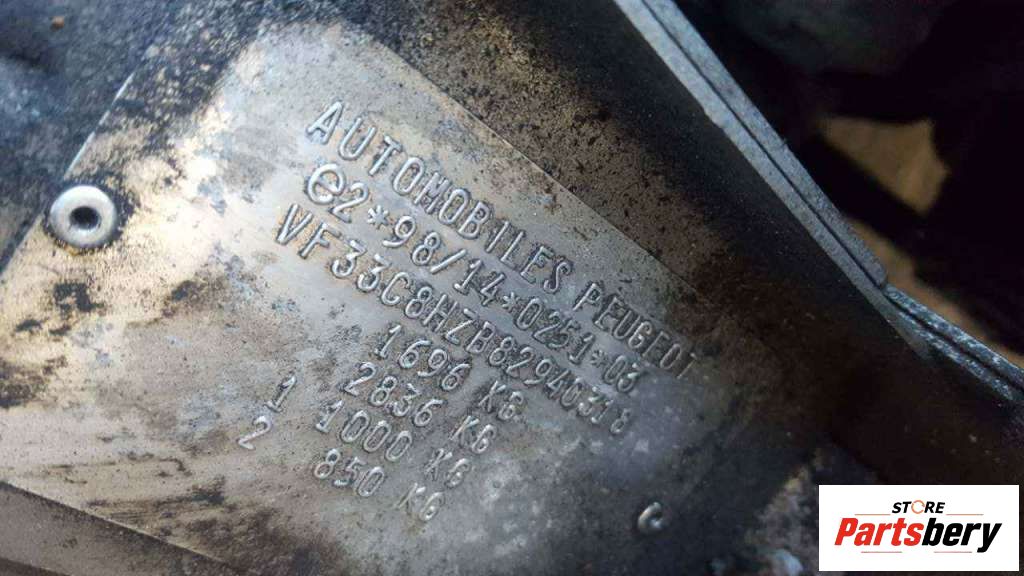 AUTOMOBILES PEUGEOT
e2*98/14*0251*03
VF33C8HZB82940318
1696 KG
2836 KG
1 1000 KG
2 850 KG
STORE
Partsbery